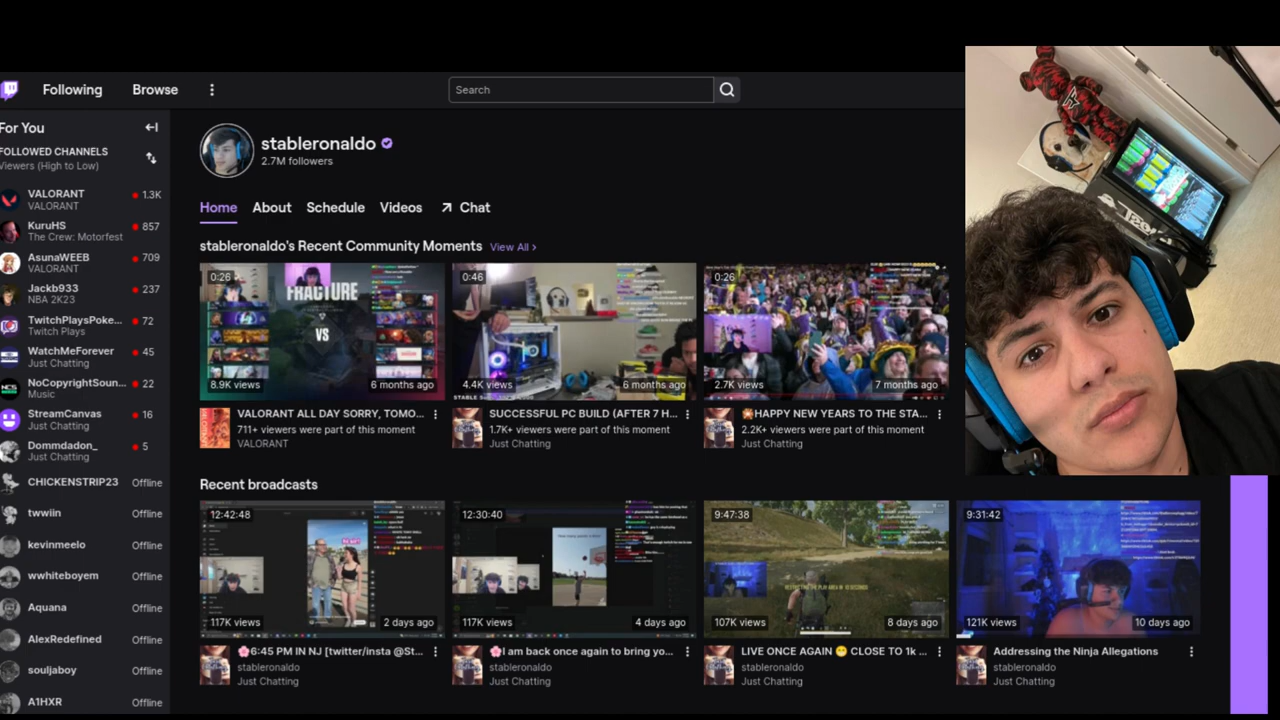 Following Browse
Search
For You
FOLLOWED CHANNELS
Viewers (High to Low)
VALORANT 1.3K
VALORANT
KuruHS 857
The Crew: Motorfest
AsunaWEEB 709
VALORANT
Jackb933 237
NBA 2K23
TwitchPlaysPoke... 72
Twitch Plays
WatchMeForever 45
Just Chatting
NoCopyrightSoun... 22
Music
StreamCanvas 16
Just Chatting
Dommdadon_ 5
Just Chatting
CHICKENSTRIP23 Offline
twwiin Offline
kevinmeelo Offline
wwhiteboyem Offline
Aquana Offline
AlexRedefined Offline
souljaboy Offline
A1HXR Offline
stableronaldo
2.7M followers
Home About Schedule Videos Chat
stableronaldo's Recent Community Moments View All
0:26
FRACTURE
VS
8.9K views 6 months ago
VALORANT ALL DAY SORRY, TOMO...
711+ viewers were part of this moment
VALORANT
0:46
4.4K views 6 months ago
SUCCESSFUL PC BUILD (AFTER 7 H...
1.7K+ viewers were part of this moment
Just Chatting
0:26
2.7K views 7 months ago
💥HAPPY NEW YEARS TO THE STA...
2.2K+ viewers were part of this moment
Just Chatting
Recent broadcasts
12:42:48
117K views 2 days ago
🌸6:45 PM IN NJ [twitter/insta @St...
stableronaldo
Just Chatting
12:30:40
117K views 4 days ago
🌸I am back once again to bring yo...
stableronaldo
Just Chatting
9:47:38
107K views 8 days ago
LIVE ONCE AGAIN 😁 CLOSE TO 1k ...
stableronaldo
Just Chatting
9:31:42
121K views 10 days ago
Addressing the Ninja Allegations
stableronaldo
Just Chatting